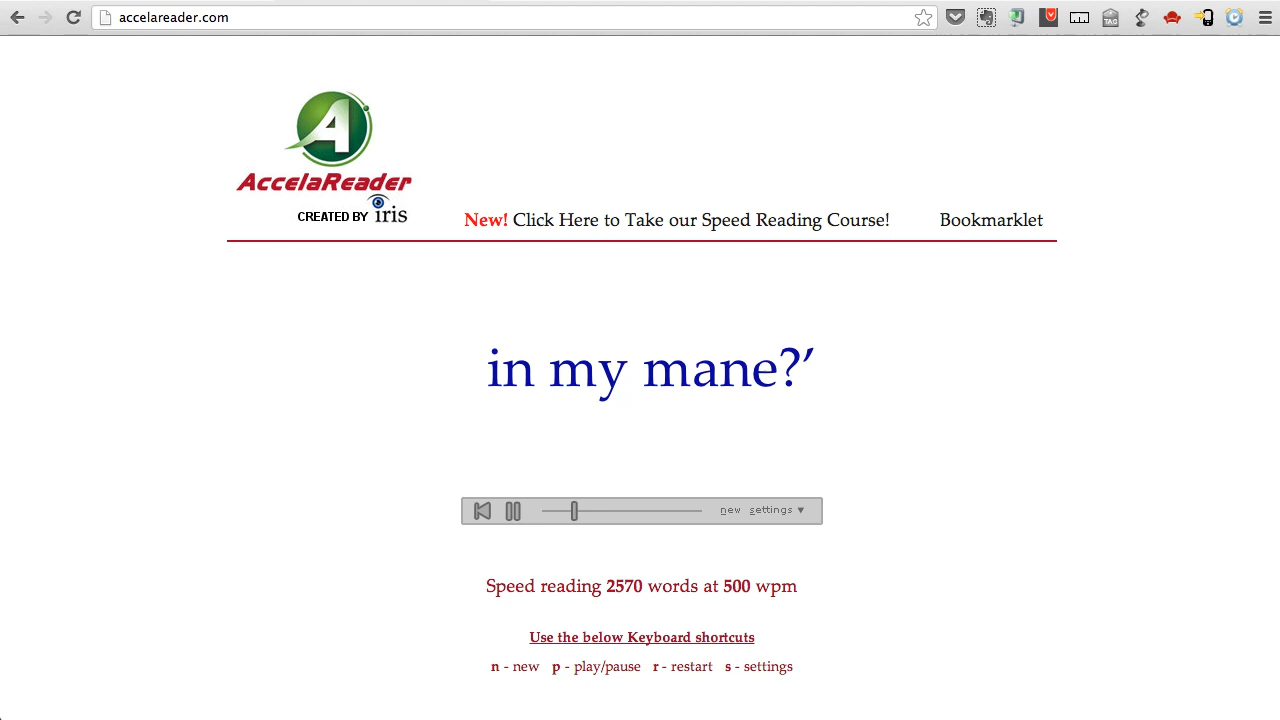 accelareader.com
TAG
A
AccelaReader
CREATED BY iris
New! Click Here to Take our Speed Reading Course! Bookmarklet
in my mane?’
new settings ▼
Speed reading 2570 words at 500 wpm
Use the below Keyboard shortcuts
n - new p - play/pause r - restart s - settings